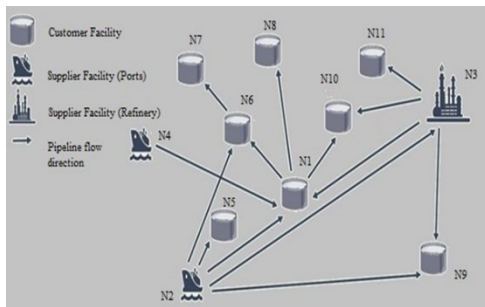 Customer Facility
Supplier Facility (Ports)
Supplier Facility (Refinery)
Pipeline flow
direction
N7
N8
N11
N10
N3
N6
N4
N1
N5
N2
N9